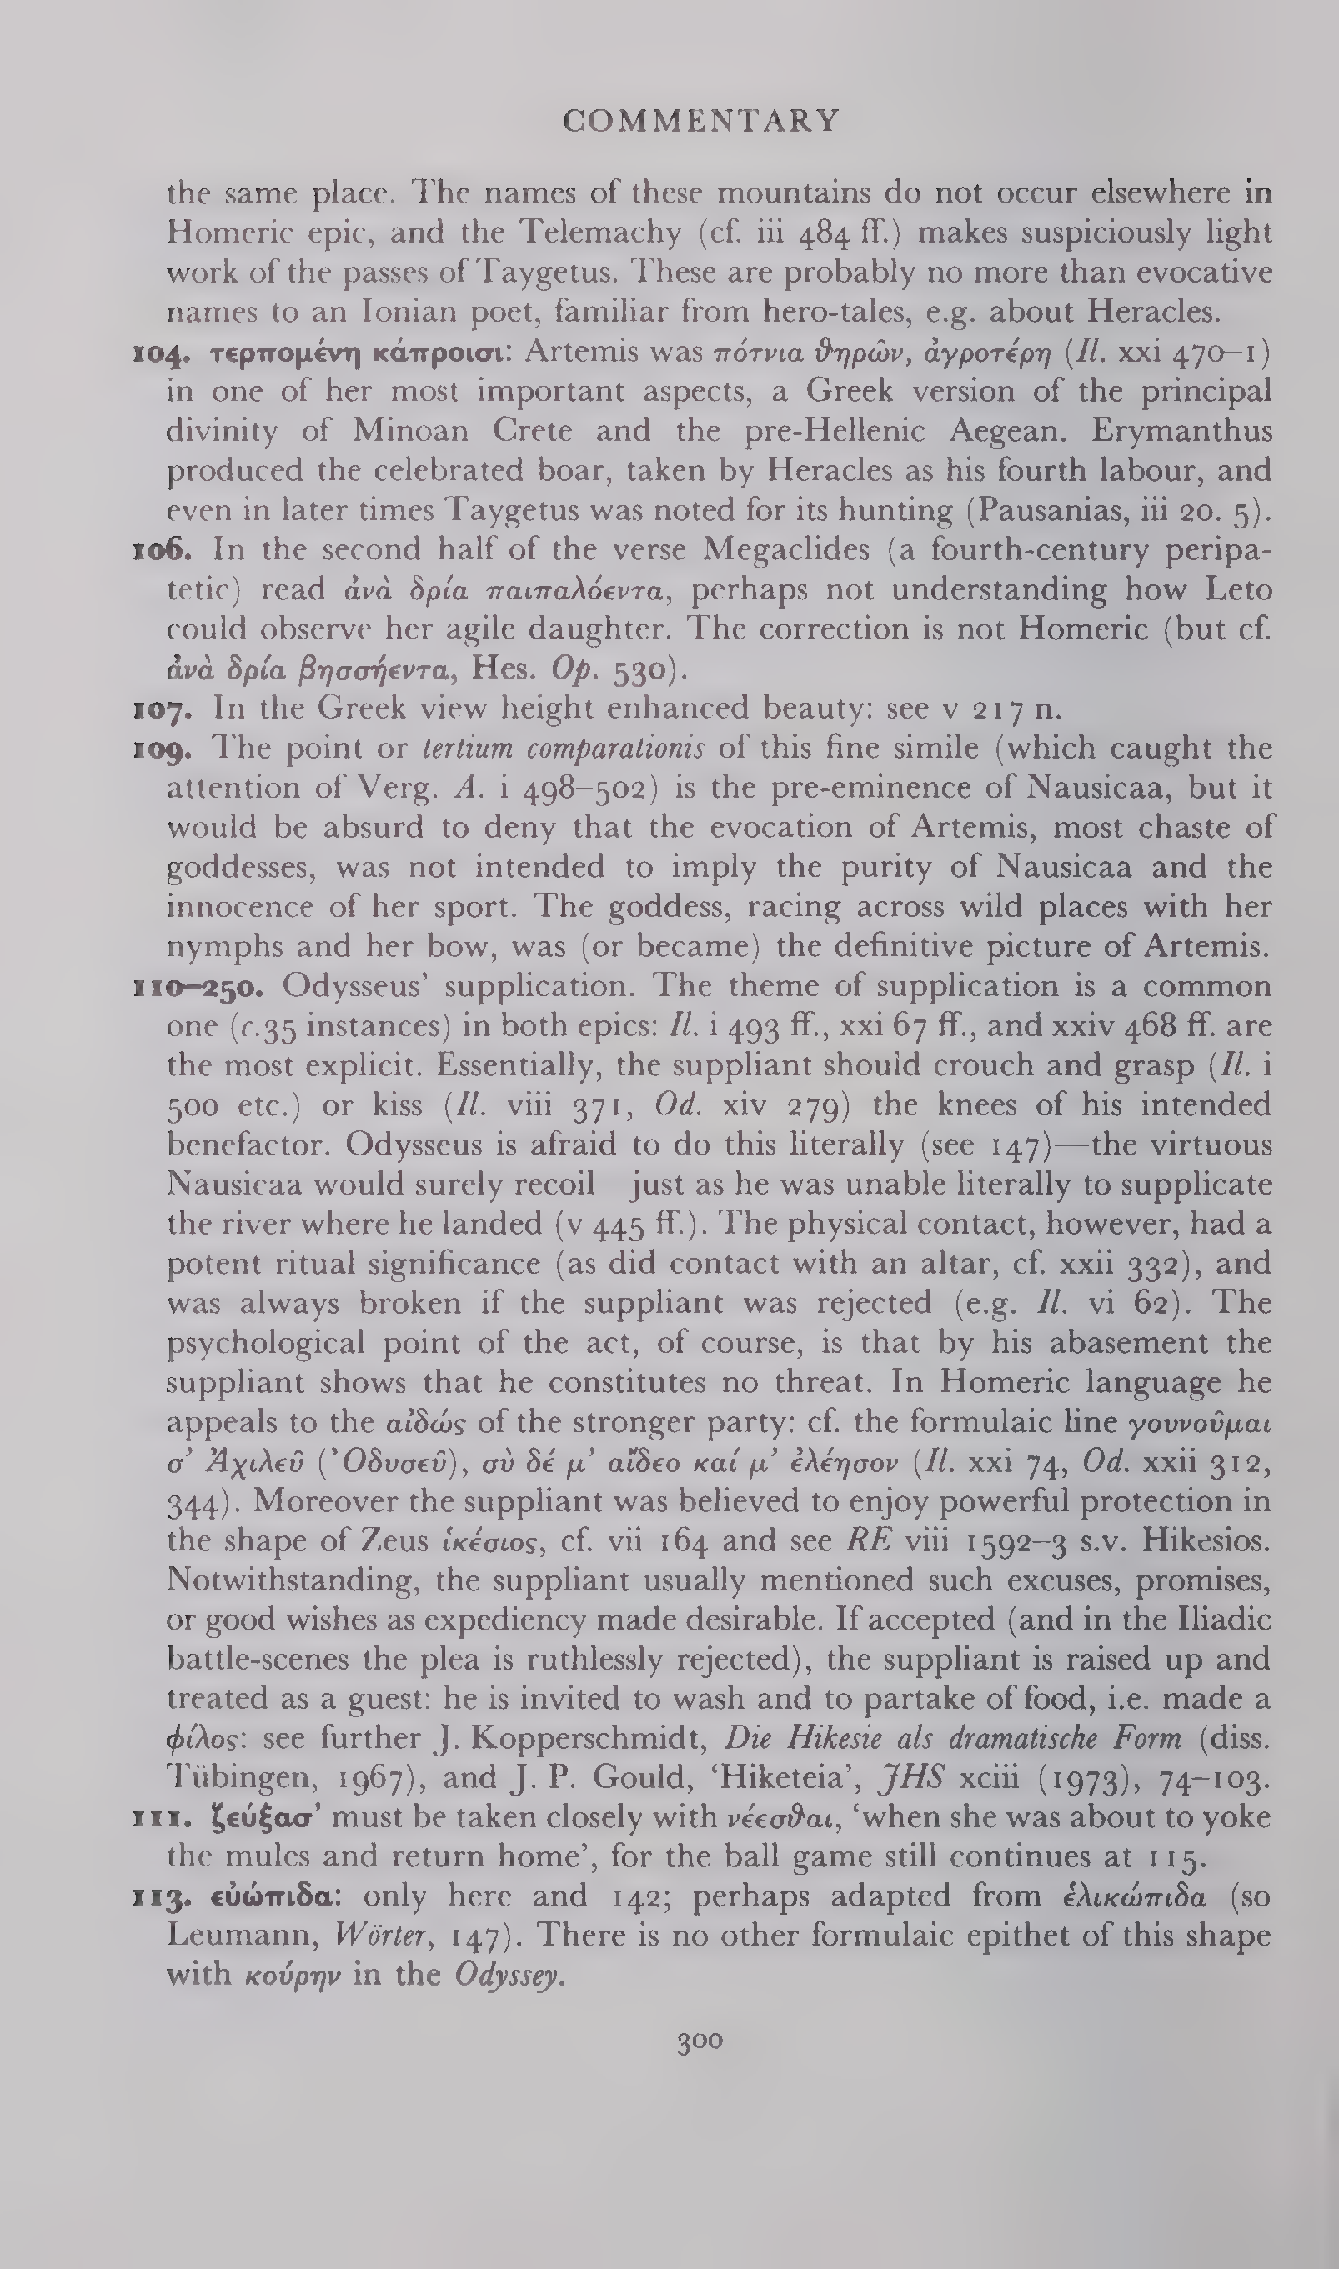 COMMENTARY
the same place. The names of these mountains do not occur elsewhere in
Homeric epic, and the Telemachy (cf. iii 484 ff.) makes suspiciously light
work of the passes of Taygetus. These are probably no more than evocative
names to an Ionian poet, familiar from hero-tales, e.g. about Heracles.
104. τερπομένη κάπροισι: Artemis was πότνια ϑηρῶν, ἀγροτέρη (Il. xxi 470–1)
in one of her most important aspects, a Greek version of the principal
divinity of Minoan Crete and the pre-Hellenic Aegean. Erymanthus
produced the celebrated boar, taken by Heracles as his fourth labour, and
even in later times Taygetus was noted for its hunting (Pausanias, iii 20. 5).
106. In the second half of the verse Megaclides (a fourth-century peripa-
tetic) read ἀνὰ δρία παιπαλόεντα, perhaps not understanding how Leto
could observe her agile daughter. The correction is not Homeric (but cf.
ἀνὰ δρία βησσήεντα, Hes. Op. 530).
107. In the Greek view height enhanced beauty: see v 217 n.
109. The point or tertium comparationis of this fine simile (which caught the
attention of Verg. A. i 498–502) is the pre-eminence of Nausicaa, but it
would be absurd to deny that the evocation of Artemis, most chaste of
goddesses, was not intended to imply the purity of Nausicaa and the
innocence of her sport. The goddess, racing across wild places with her
nymphs and her bow, was (or became) the definitive picture of Artemis.
110–250. Odysseus’ supplication. The theme of supplication is a common
one (c.35 instances) in both epics: Il. i 493 ff., xxi 67 ff., and xxiv 468 ff. are
the most explicit. Essentially, the suppliant should crouch and grasp (Il. i
500 etc.) or kiss (Il. viii 371, Od. xiv 279) the knees of his intended
benefactor. Odysseus is afraid to do this literally (see 147)—the virtuous
Nausicaa would surely recoil just as he was unable literally to supplicate
the river where he landed (v 445 ff.). The physical contact, however, had a
potent ritual significance (as did contact with an altar, cf. xxii 332), and
was always broken if the suppliant was rejected (e.g. Il. vi 62). The
psychological point of the act, of course, is that by his abasement the
suppliant shows that he constitutes no threat. In Homeric language he
appeals to the αἰδώς of the stronger party: cf. the formulaic line γουνοῦμαι
σ’ Ἀχιλεῦ (Ὀδυσεῦ), σὺ δέ μ’ αἴδεο καί μ’ ἐλέησον (Il. xxi 74, Od. xxii 312,
344). Moreover the suppliant was believed to enjoy powerful protection in
the shape of Zeus ἱκέσιος, cf. vii 164 and see RE viii 1592–3 s.v. Hikesios.
Notwithstanding, the suppliant usually mentioned such excuses, promises,
or good wishes as expediency made desirable. If accepted (and in the Iliadic
battle-scenes the plea is ruthlessly rejected), the suppliant is raised up and
treated as a guest: he is invited to wash and to partake of food, i.e. made a
φίλος: see further J. Kopperschmidt, Die Hikesie als dramatische Form (diss.
Tübingen, 1967), and J. P. Gould, ‘Hiketeia’, JHS xciii (1973), 74–103.
111. ζεύξασ’ must be taken closely with νέεσϑαι, ‘when she was about to yoke
the mules and return home’, for the ball game still continues at 115.
113. εὐώπιδα: only here and 142; perhaps adapted from ἑλικώπιδα (so
Leumann, Wörter, 147). There is no other formulaic epithet of this shape
with κούρην in the Odyssey.
300